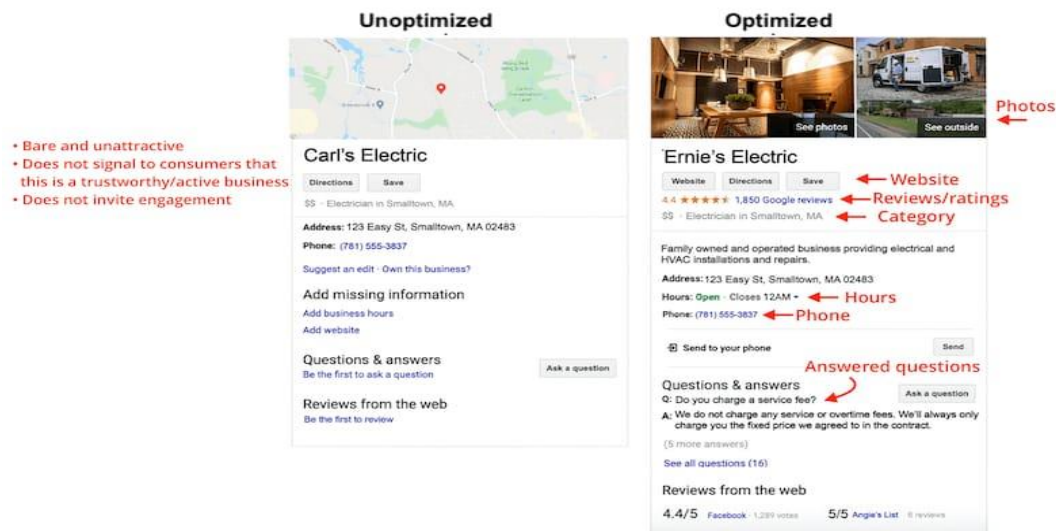 Unoptimized
Carl's Electric
Directions Save
$$ · Electrician in Smalltown, MA
Address: 123 Easy St, Smalltown, MA 02483
Phone: (781) 555-3837
Suggest an edit · Own this business?
Add missing information
Add business hours
Add website
Questions & answers
Be the first to ask a question
Ask a question
Reviews from the web
Be the first to review
• Bare and unattractive
• Does not signal to consumers that
this is a trustworthy/active business
• Does not invite engagement
Optimized
See photos
See outside
Photos
Ernie's Electric
Website Directions Save
Website
4.4 1,850 Google reviews
Reviews/ratings
$$ · Electrician in Smalltown, MA
Category
Family owned and operated business providing electrical and
HVAC installations and repairs.
Address: 123 Easy St, Smalltown, MA 02483
Hours: Open · Closes 12AM
Hours
Phone: (781) 555-3837
Phone
Send to your phone
Send
Answered questions
Questions & answers
Q: Do you charge a service fee?
Ask a question
A: We do not charge any service or overtime fees. We'll always only
charge you the fixed price we agreed to in the contract.
(5 more answers)
See all questions (16)
Reviews from the web
4.4/5 Facebook · 1,289 votes 5/5 Angie's List reviews